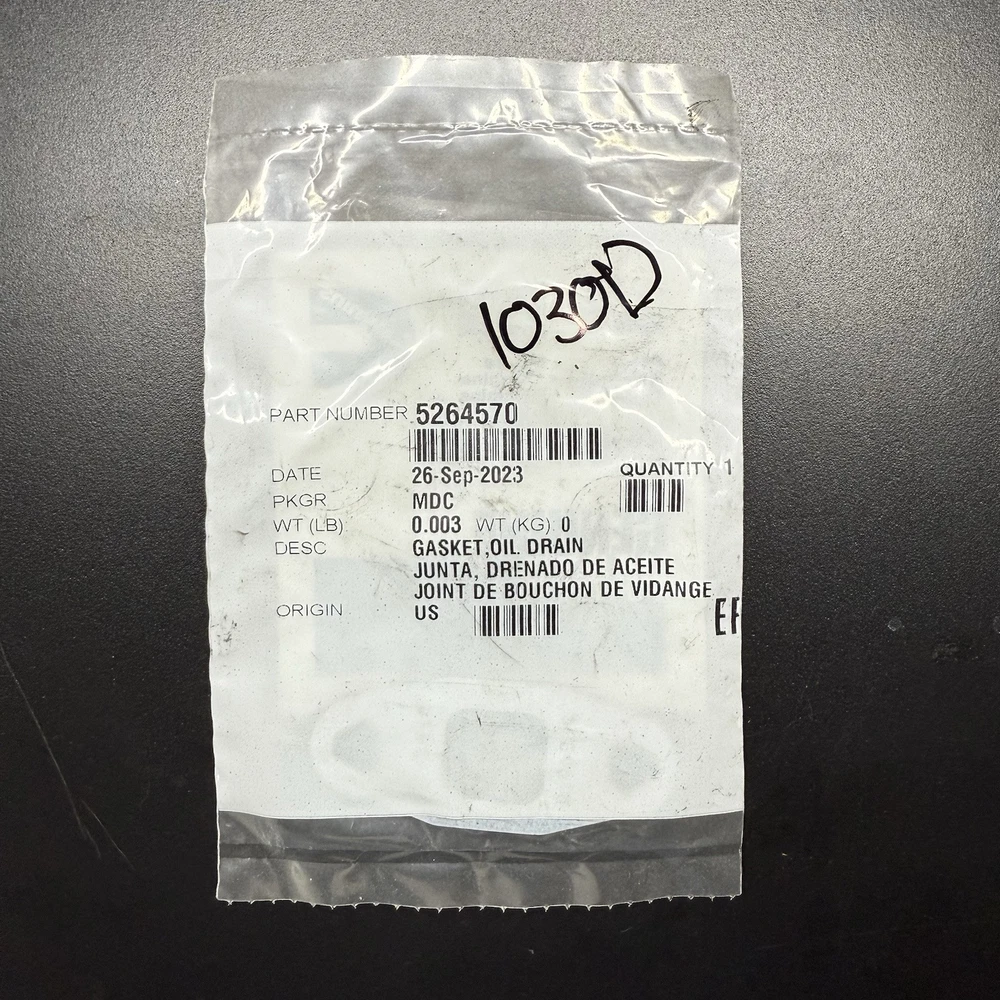 1030D
PART NUMBER 5264570
DATE 26-Sep-2023 QUANTITY 1
PKGR MDC
WT (LB) 0.003 WT (KG) 0
DESC GASKET,OIL DRAIN
JUNTA, DRENADO DE ACEITE
JOINT DE BOUCHON DE VIDANGE
ORIGIN US